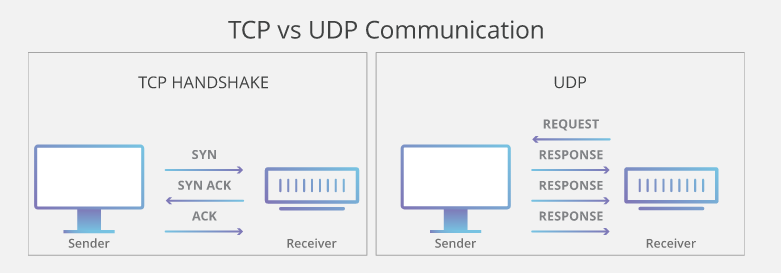 TCP vs UDP Communication
TCP HANDSHAKE
SYN
SYN ACK
ACK
Sender
Receiver
UDP
REQUEST
RESPONSE
RESPONSE
RESPONSE
Sender
Receiver